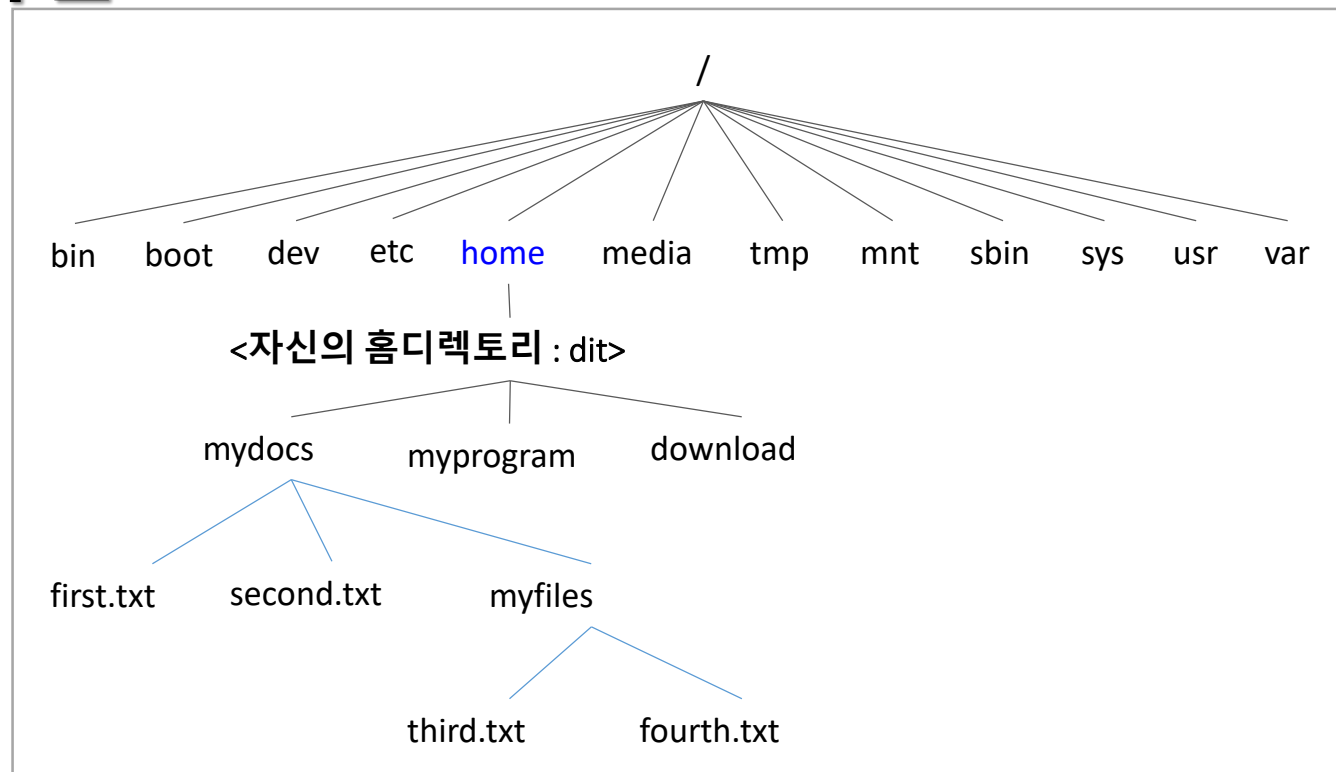 /
bin boot dev etc home media tmp mnt sbin sys usr var
<자신의 홈디렉토리 : dit>
mydocs myprogram download
first.txt second.txt myfiles
third.txt fourth.txt